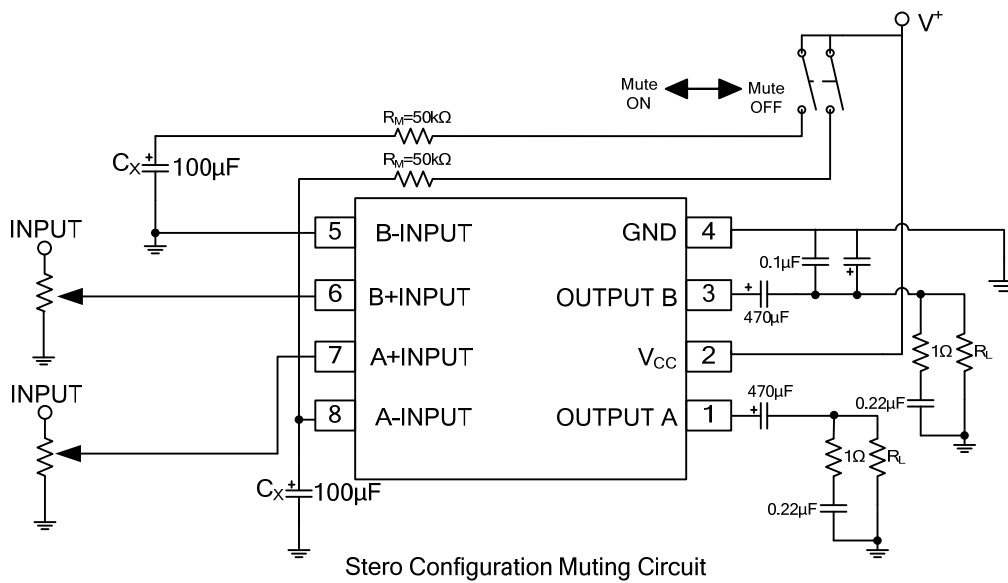 V+
Mute ON
Mute OFF
RM=50kΩ
CX
+
100µF
RM=50kΩ
INPUT
5
B-INPUT
GND
4
0.1µF
+
6
B+INPUT
OUTPUT B
3
+
470µF
7
A+INPUT
VCC
2
1Ω
RL
INPUT
470µF
0.22µF
8
A-INPUT
OUTPUT A
1
+
1Ω
RL
CX
+
100µF
0.22µF
Stero Configuration Muting Circuit